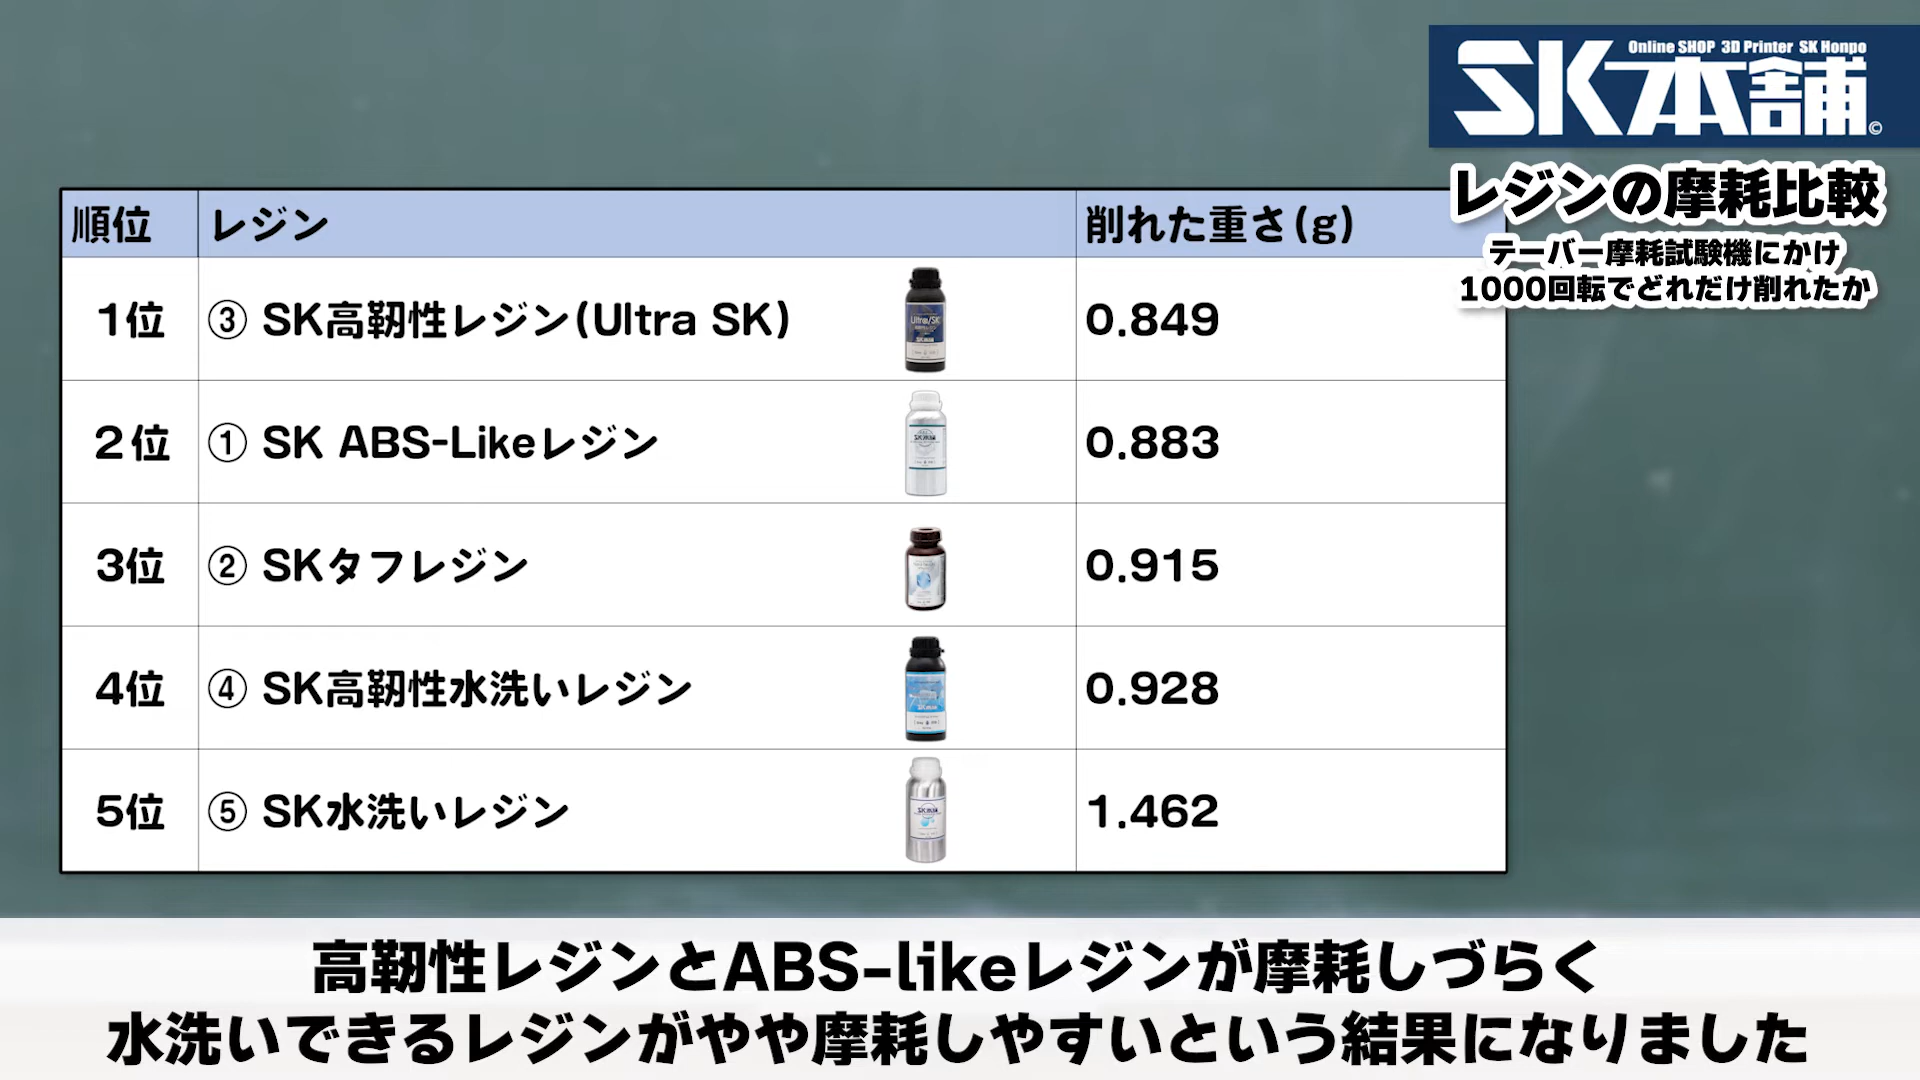 Online SHOP 3D Printer SK Honpo
SK本舗©
レジンの摩耗比較
テーバー摩耗試験機にかけ
1000回転でどれだけ削れたか
順位 レジン 削れた重さ(g)
1位 ③ SK高靭性レジン(Ultra SK) 0.849
2位 ① SK ABS-Likeレジン 0.883
3位 ② SKタフレジン 0.915
4位 ④ SK高靭性水洗いレジン 0.928
5位 ⑤ SK水洗いレジン 1.462
高靭性レジンとABS-likeレジンが摩耗しづらく
水洗いできるレジンがやや摩耗しやすいという結果になりました